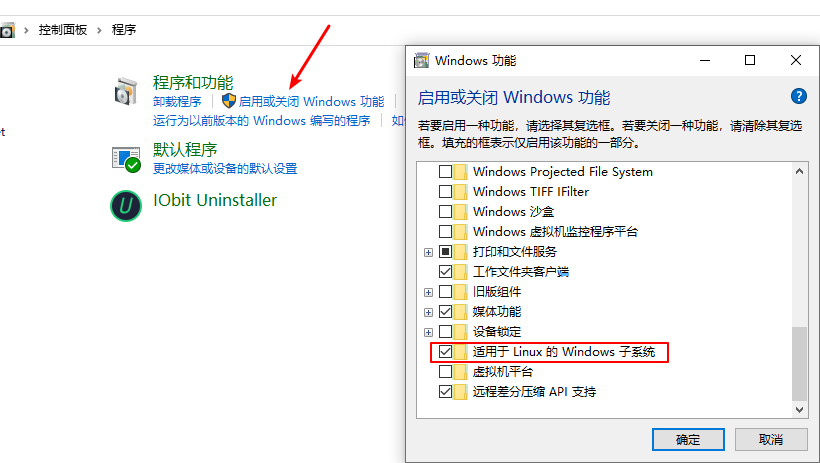 控制面板 › 程序
程序和功能
卸载程序 启用或关闭 Windows 功能
运行为以前版本的 Windows 编写的程序
默认程序
更改媒体或设备的默认设置
IObit Uninstaller
Windows 功能
启用或关闭 Windows 功能
若要启用一种功能，请选择其复选框。若要关闭一种功能，请清除其复选
框。填充的框表示仅启用该功能的一部分。
Windows Projected File System
Windows TIFF IFilter
Windows 沙盒
Windows 虚拟机监控程序平台
打印和文件服务
工作文件夹客户端
旧版组件
媒体功能
设备锁定
适用于 Linux 的 Windows 子系统
虚拟机平台
远程差分压缩 API 支持
确定 取消